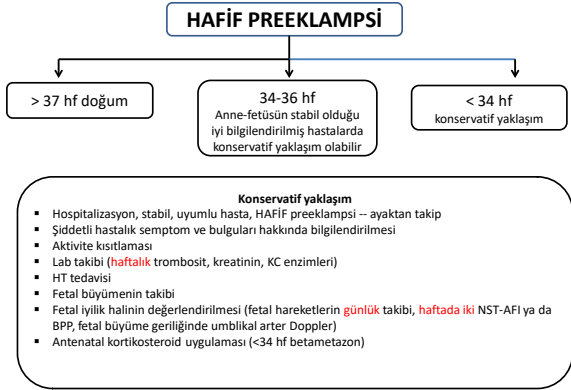 HAFİF PREEKLAMPSİ
> 37 hf doğum
34-36 hf
Anne-fetüsün stabil olduğu
iyi bilgilendirilmiş hastalarda
konservatif yaklaşım olabilir
< 34 hf
konservatif yaklaşım
Konservatif yaklaşım
▪ Hospitalizasyon, stabil, uyumlu hasta, HAFİF preeklampsi -- ayaktan takip
▪ Şiddetli hastalık semptom ve bulguları hakkında bilgilendirilmesi
▪ Aktivite kısıtlaması
▪ Lab takibi (haftalık trombosit, kreatinin, KC enzimleri)
▪ HT tedavisi
▪ Fetal büyümenin takibi
▪ Fetal iyilik halinin değerlendirilmesi (fetal hareketlerin günlük takibi, haftada iki NST-AFI ya da
BPP, fetal büyüme geriliğinde umblikal arter Doppler)
▪ Antenatal kortikosteroid uygulaması (<34 hf betametazon)